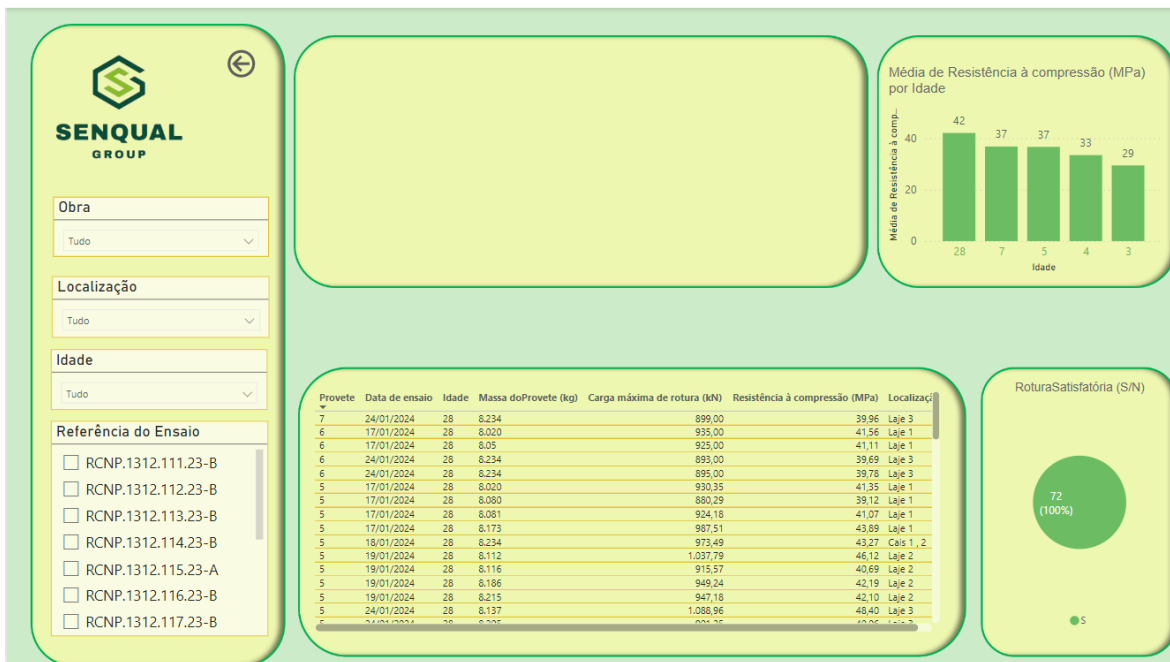 SENQUAL
GROUP
Obra
Tudo
Localização
Tudo
Idade
Tudo
Referência do Ensaio
RCNP.1312.111.23-B
RCNP.1312.112.23-B
RCNP.1312.113.23-B
RCNP.1312.114.23-B
RCNP.1312.115.23-A
RCNP.1312.116.23-B
RCNP.1312.117.23-B
Média de Resistência à compressão (MPa)
por Idade
Média de Resistência à comp...
40
20
0
42
37
37
33
29
28
7
5
4
3
Idade
Provete Data de ensaio Idade Massa doProvete (kg) Carga máxima de rotura (kN) Resistência à compressão (MPa) Localizaçã
7 24/01/2024 28 8.234 899,00 39,96 Laje 3
6 17/01/2024 28 8.020 935,00 41,56 Laje 1
6 17/01/2024 28 8.05 925,00 41,11 Laje 1
6 24/01/2024 28 8.234 893,00 39,69 Laje 3
6 24/01/2024 28 8.234 895,00 39,78 Laje 3
5 17/01/2024 28 8.020 930,35 41,35 Laje 1
5 17/01/2024 28 8.080 880,29 39,12 Laje 1
5 17/01/2024 28 8.081 924,18 41,07 Laje 1
5 17/01/2024 28 8.173 987,51 43,89 Laje 1
5 18/01/2024 28 8.234 973,49 43,27 Cais 1 , 2
5 19/01/2024 28 8.112 1.037,79 46,12 Laje 2
5 19/01/2024 28 8.116 915,57 40,69 Laje 2
5 19/01/2024 28 8.186 949,24 42,19 Laje 2
5 19/01/2024 28 8.215 947,18 42,10 Laje 2
5 24/01/2024 28 8.137 1.088,96 48,40 Laje 3
RoturaSatisfatória (S/N)
72
(100%)
S